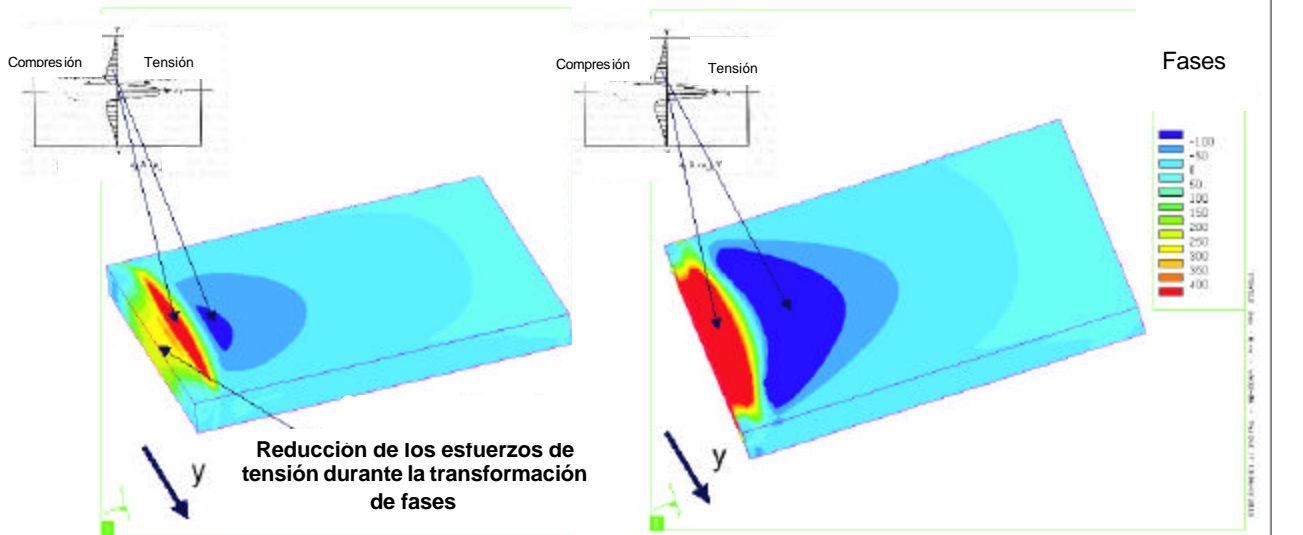 Compresión
Tensión
Compresión
Tensión
Fases
-100
-50
0
50.
100
150
200
250
300
350
400
Reducción de los esfuerzos de
tensión durante la transformación
de fases
y
y